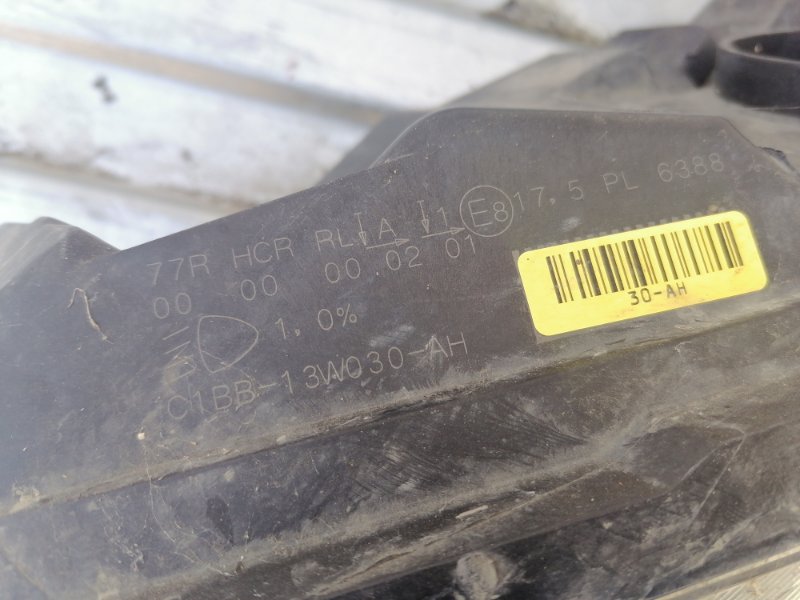 77R HCR RL A 1 E8 17.5 PL 6388
00 00 00 02 01
1.0%
C1BB-13W030-AH
30-AH